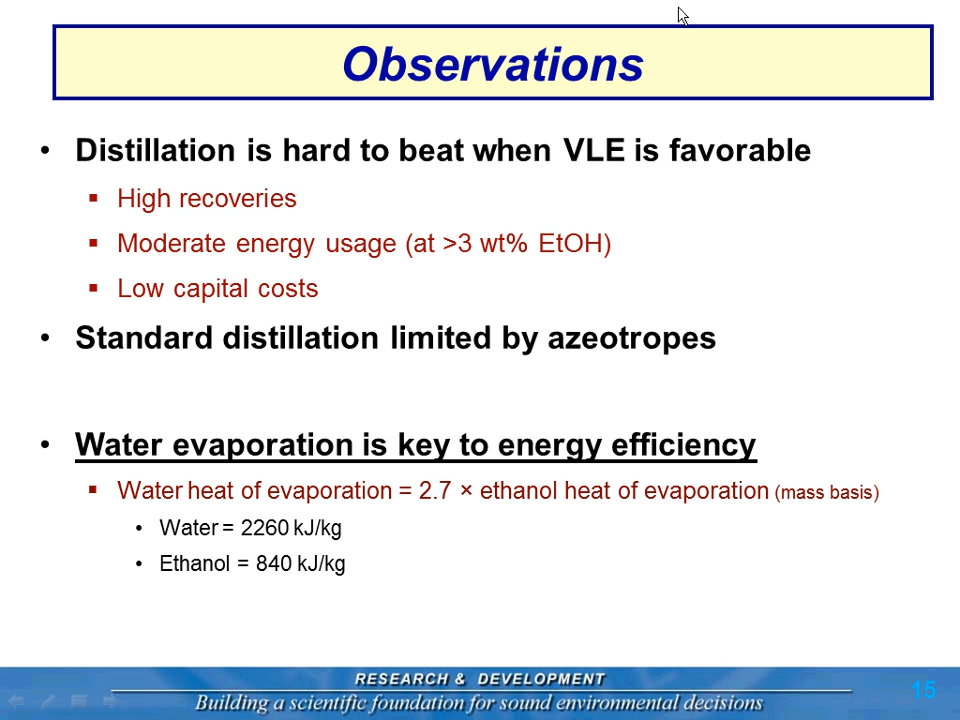 Observations
• Distillation is hard to beat when VLE is favorable
▪ High recoveries
▪ Moderate energy usage (at >3 wt% EtOH)
▪ Low capital costs
• Standard distillation limited by azeotropes
• Water evaporation is key to energy efficiency
▪ Water heat of evaporation = 2.7 × ethanol heat of evaporation (mass basis)
• Water = 2260 kJ/kg
• Ethanol = 840 kJ/kg
RESEARCH & DEVELOPMENT
Building a scientific foundation for sound environmental decisions
15